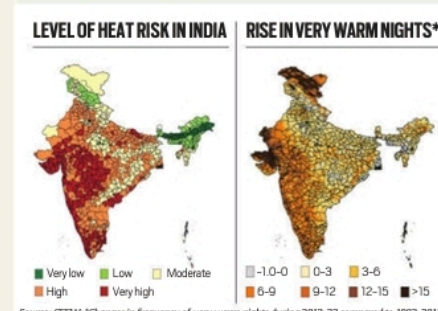 LEVEL OF HEAT RISK IN INDIA
RISE IN VERY WARM NIGHTS*
Very low Low Moderate
High Very high
-1.0-0 0-3 3-6
6-9 9-12 12-15 >15